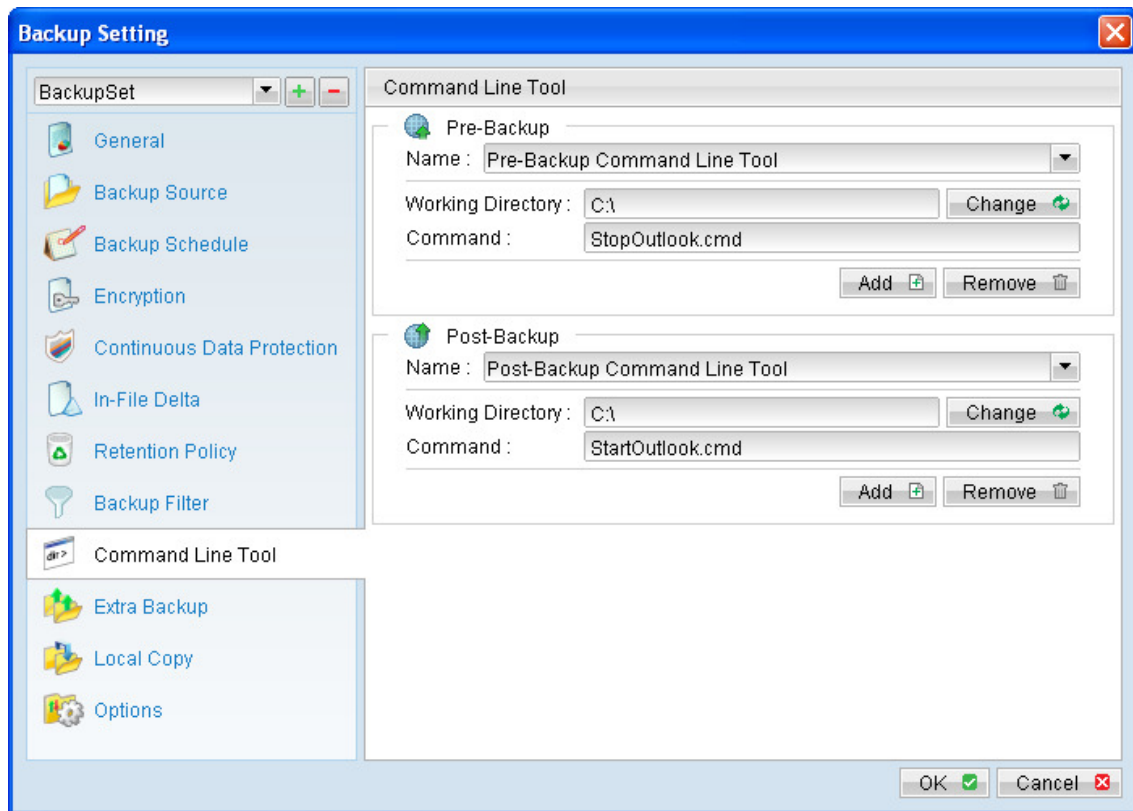 Backup Setting
BackupSet
General
Backup Source
Backup Schedule
Encryption
Continuous Data Protection
In-File Delta
Retention Policy
Backup Filter
dir >
Command Line Tool
Extra Backup
Local Copy
Options
Command Line Tool
Pre-Backup
Name : Pre-Backup Command Line Tool
Working Directory : C:\ Change
Command : StopOutlook.cmd
Add Remove
Post-Backup
Name : Post-Backup Command Line Tool
Working Directory : C:\ Change
Command : StartOutlook.cmd
Add Remove
OK Cancel